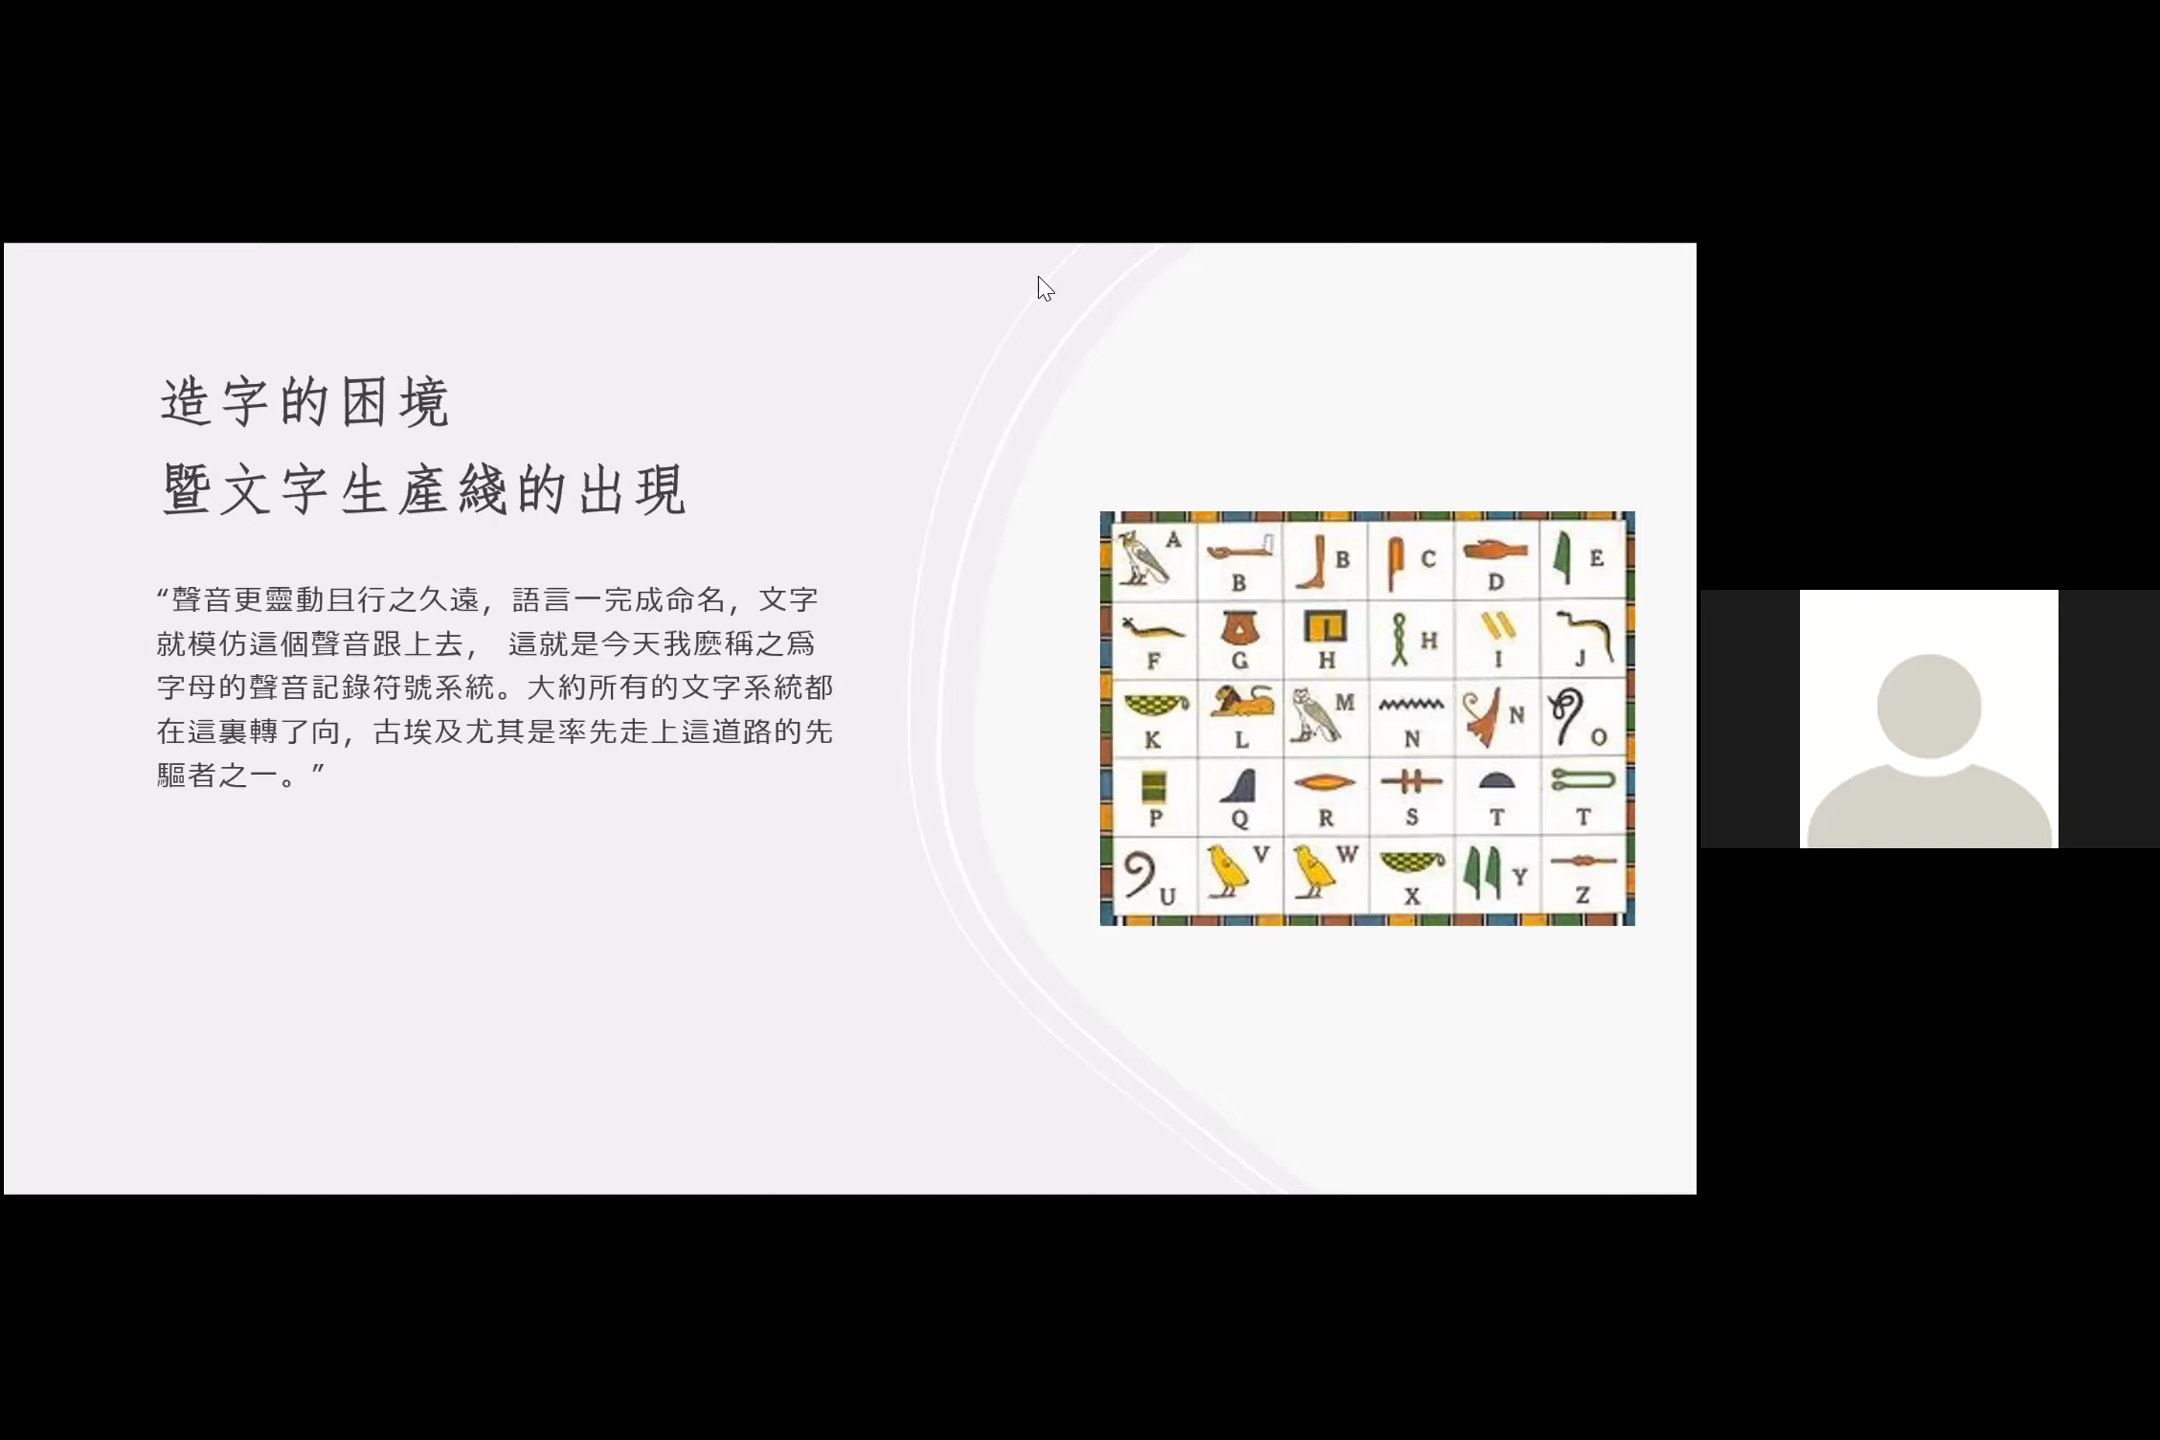 造字的困境
暨文字生產綫的出現
“聲音更靈動且行之久遠，語言一完成命名，文字
就模仿這個聲音跟上去， 這就是今天我麽稱之爲
字母的聲音記錄符號系統。大約所有的文字系統都
在這裏轉了向，古埃及尤其是率先走上這道路的先
驅者之一。”
A B B C D E
F G H H I J
K L M N N O
P Q R S T T
U V W X Y Z